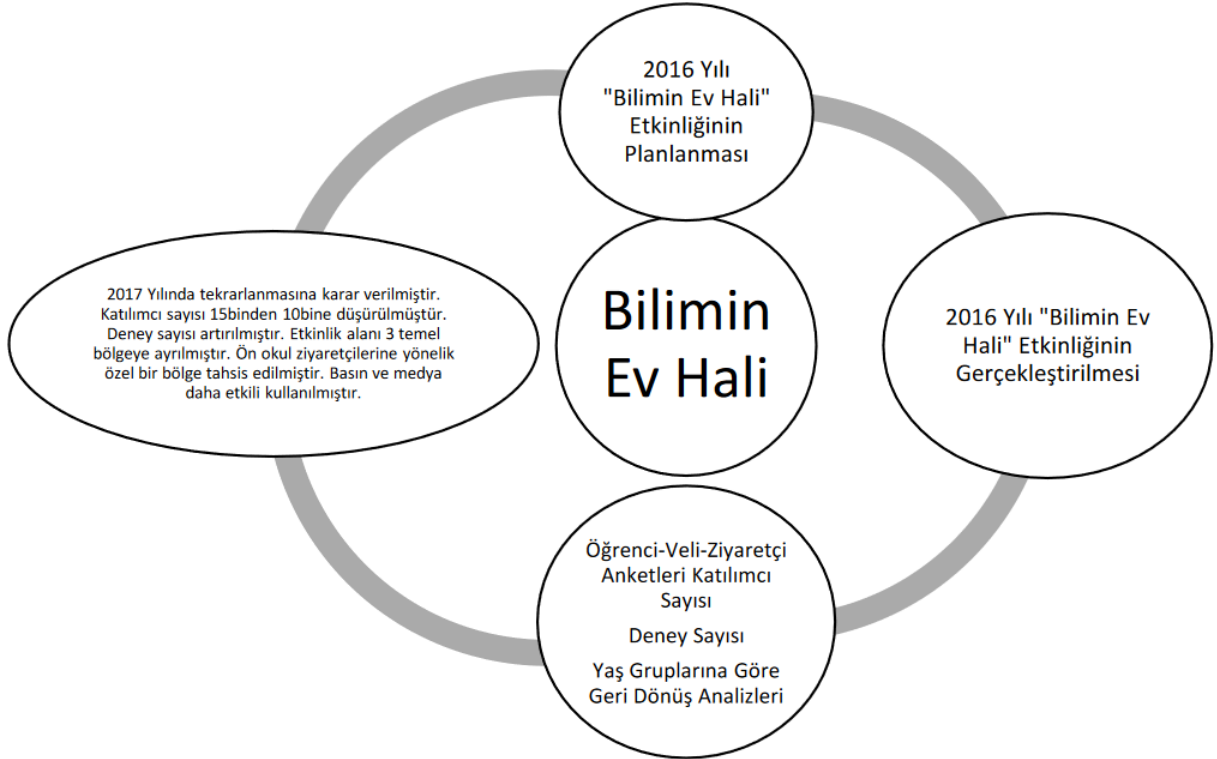 2016 Yılı
"Bilimin Ev Hali"
Etkinliğinin
Planlanması
2016 Yılı "Bilimin Ev
Hali" Etkinliğinin
Gerçekleştirilmesi
Öğrenci-Veli-Ziyaretçi
Anketleri Katılımcı
Sayısı
Deney Sayısı
Yaş Gruplarına Göre
Geri Dönüş Analizleri
2017 Yılında tekrarlanmasına karar verilmiştir.
Katılımcı sayısı 15binden 10bine düşürülmüştür.
Deney sayısı artırılmıştır. Etkinlik alanı 3 temel
bölgeye ayrılmıştır. Ön okul ziyaretçilerine yönelik
özel bir bölge tahsis edilmiştir. Basın ve medya
daha etkili kullanılmıştır.
Bilimin
Ev Hali